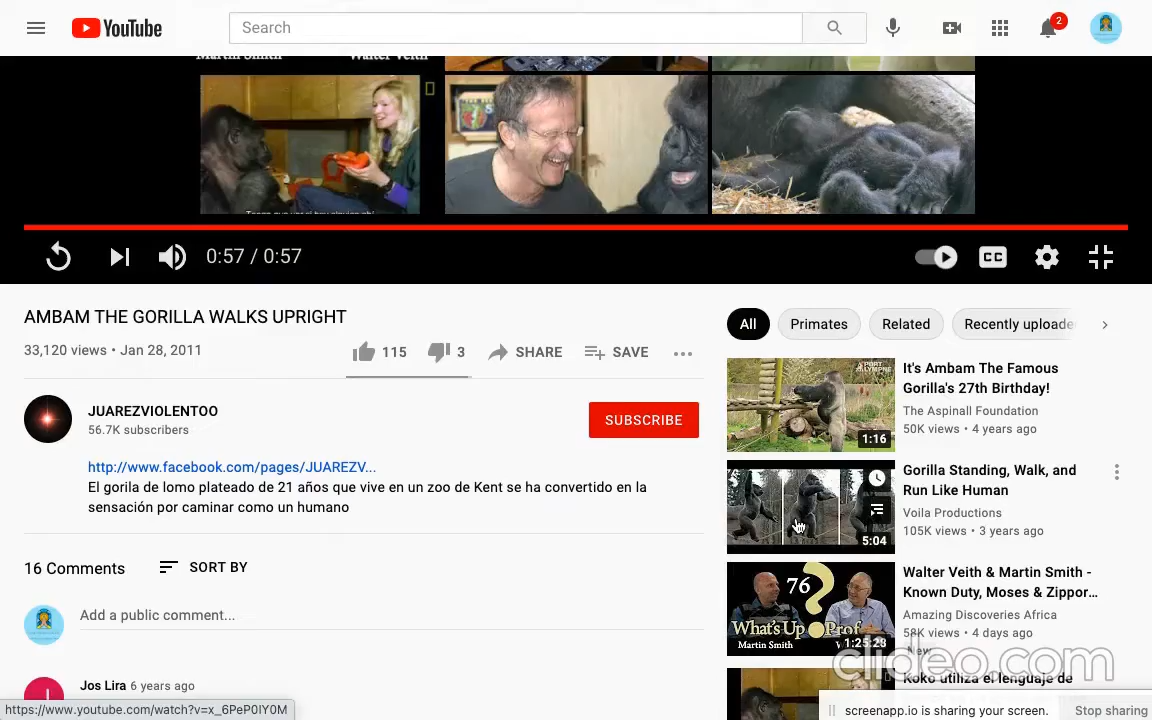 YouTube
Search
2
Martin Smith
Walter Veith
0:57 / 0:57
CC
AMBAM THE GORILLA WALKS UPRIGHT
33,120 views • Jan 28, 2011
115
3
SHARE
SAVE
JUAREZVIOLENTOO
56.7K subscribers
SUBSCRIBE
http://www.facebook.com/pages/JUAREZV...
El gorila de lomo plateado de 21 años que vive en un zoo de Kent se ha convertido en la
sensación por caminar como un humano
16 Comments
SORT BY
Add a public comment...
Jos Lira 6 years ago
https://www.youtube.com/watch?v=x_6PeP0IY0M
All
Primates
Related
Recently uploade
It's Ambam The Famous
Gorilla's 27th Birthday!
The Aspinall Foundation
50K views • 4 years ago
1:16
Gorilla Standing, Walk, and
Run Like Human
Voila Productions
105K views • 3 years ago
5:04
Walter Veith & Martin Smith -
Known Duty, Moses & Zippor...
Amazing Discoveries Africa
58K views • 4 days ago
New
76
What's Up Prof
Martin Smith
1:25:28
Koko utiliza el lenguaje de
clideo.com
screenapp.io is sharing your screen.
Stop sharing